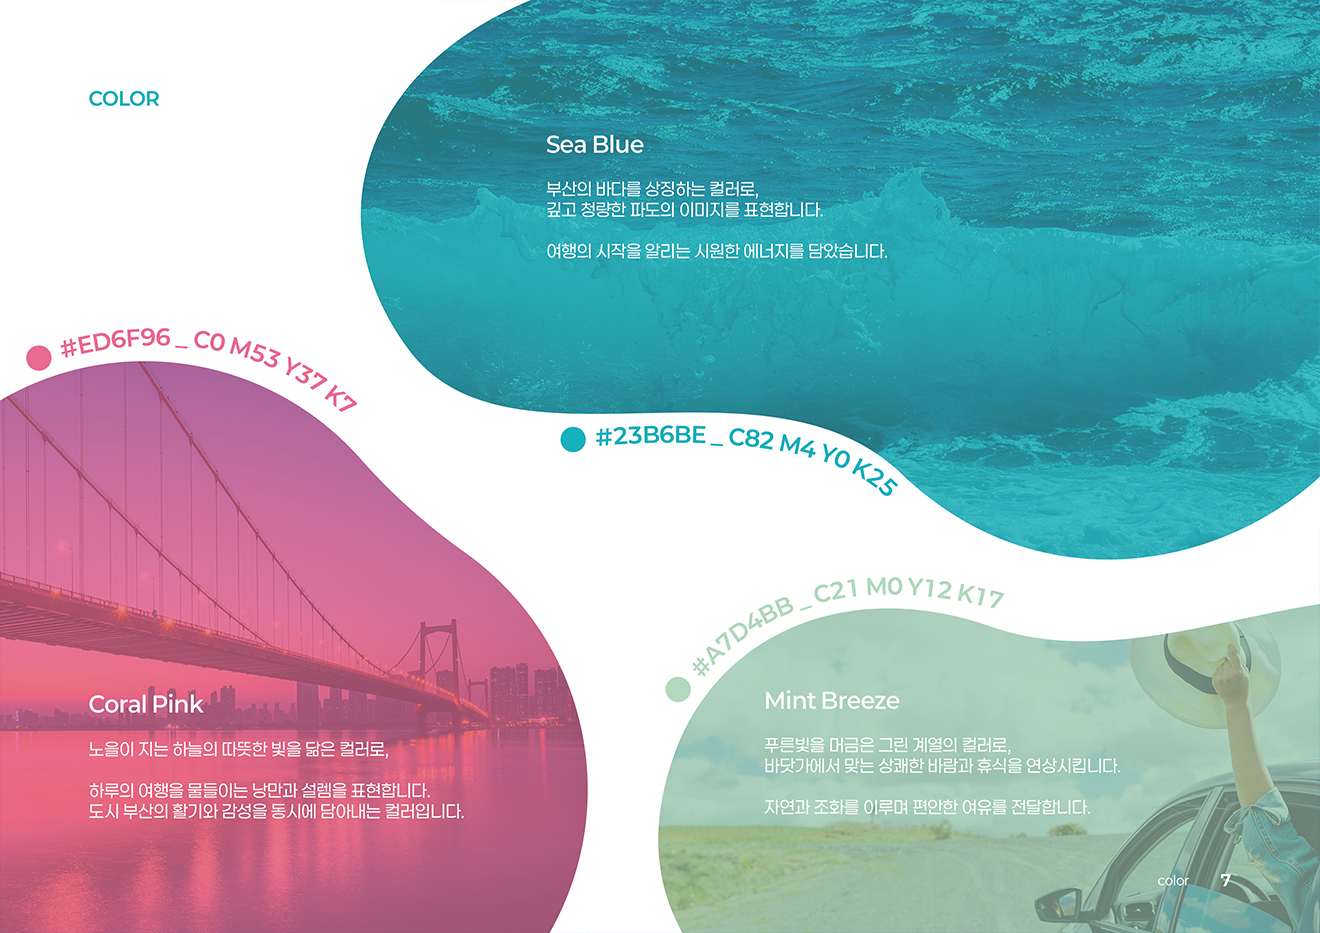 COLOR
Sea Blue
부산의 바다를 상징하는 컬러로,
깊고 청량한 파도의 이미지를 표현합니다.
여행의 시작을 알리는 시원한 에너지를 담았습니다.
#23B6BE _ C82 M4 Y0 K25
#ED6F96 _ C0 M53 Y37 K7
Coral Pink
노을이 지는 하늘의 따뜻한 빛을 닮은 컬러로,
하루의 여행을 물들이는 낭만과 설렘을 표현합니다.
도시 부산의 활기와 감성을 동시에 담아내는 컬러입니다.
#A7D4BB _ C21 M0 Y12 K17
Mint Breeze
푸른빛을 머금은 그린 계열의 컬러로,
바닷가에서 맞는 상쾌한 바람과 휴식을 연상시킵니다.
자연과 조화를 이루며 편안한 여유를 전달합니다.
color 7